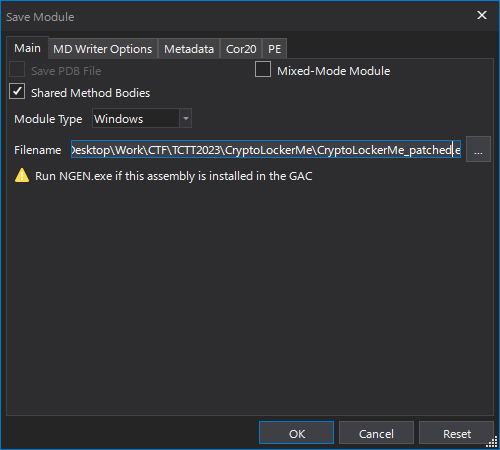 Save Module
Main MD Writer Options Metadata Cor20 PE
Save PDB File Mixed-Mode Module
Shared Method Bodies
Module Type Windows
Filename Desktop\Work\CTF\TCTT2023\CryptoLockerMe\CryptoLockerMe_patched.e ...
Run NGEN.exe if this assembly is installed in the GAC
OK Cancel Reset